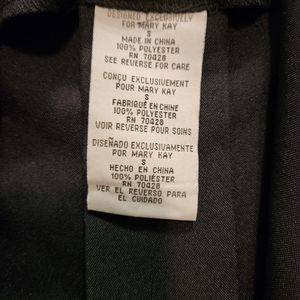 DESIGNED EXCLUSIVELY
FOR MARY KAY
S
MADE IN CHINA
100% POLYESTER
RN 70428
SEE REVERSE FOR CARE
CONÇU EXCLUSIVEMENT
POUR MARY KAY
S
FABRIQUÉ EN CHINE
100% POLYESTER
RN 70428
VOIR REVERSE POUR SOINS
DISEÑADO EXCLUSIVAMENTE
POR MARY KAY
S
HECHO EN CHINA
100% POLIÉSTER
RN 70428
VER EL REVERSO PARA
EL CUIDADO